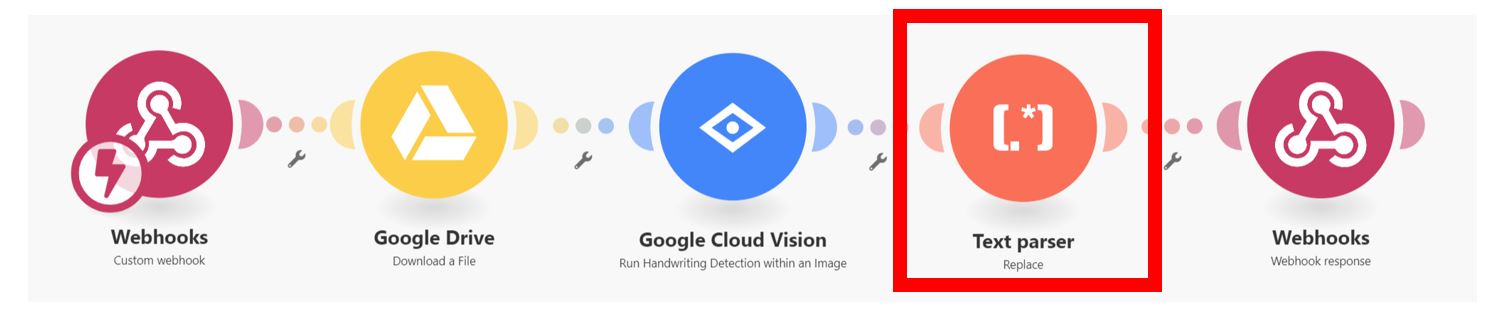 Webhooks
Custom webhook
Google Drive
Download a File
Google Cloud Vision
Run Handwriting Detection within an Image
[.*]
Text parser
Replace
Webhooks
Webhook response